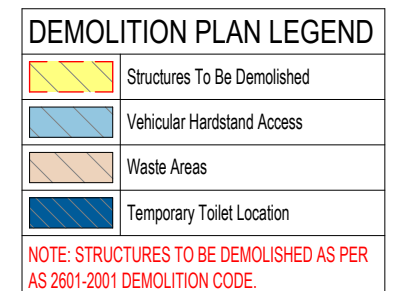 DEMOLITION PLAN LEGEND
Structures To Be Demolished
Vehicular Hardstand Access
Waste Areas
Temporary Toilet Location
NOTE: STRUCTURES TO BE DEMOLISHED AS PER
AS 2601-2001 DEMOLITION CODE.